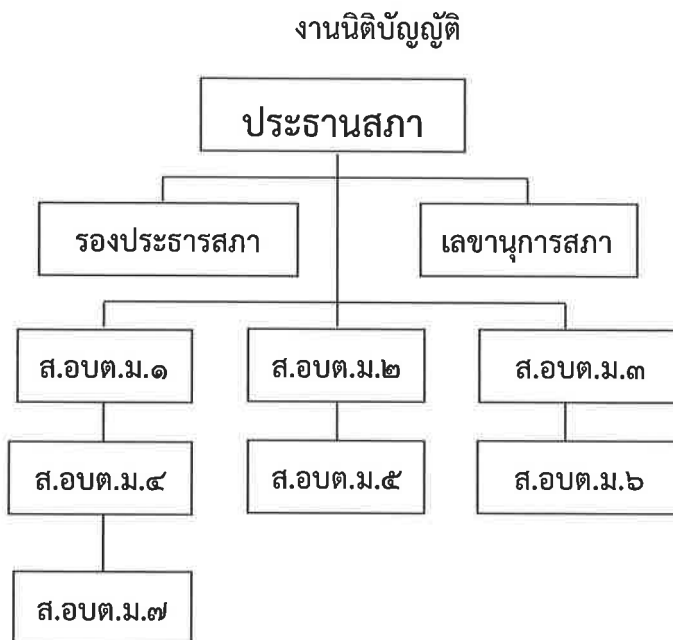 งานนิติบัญญัติ
ประธานสภา
รองประธารสภา
เลขานุการสภา
ส.อบต.ม.๑
ส.อบต.ม.๒
ส.อบต.ม.๓
ส.อบต.ม.๔
ส.อบต.ม.๕
ส.อบต.ม.๖
ส.อบต.ม.๗